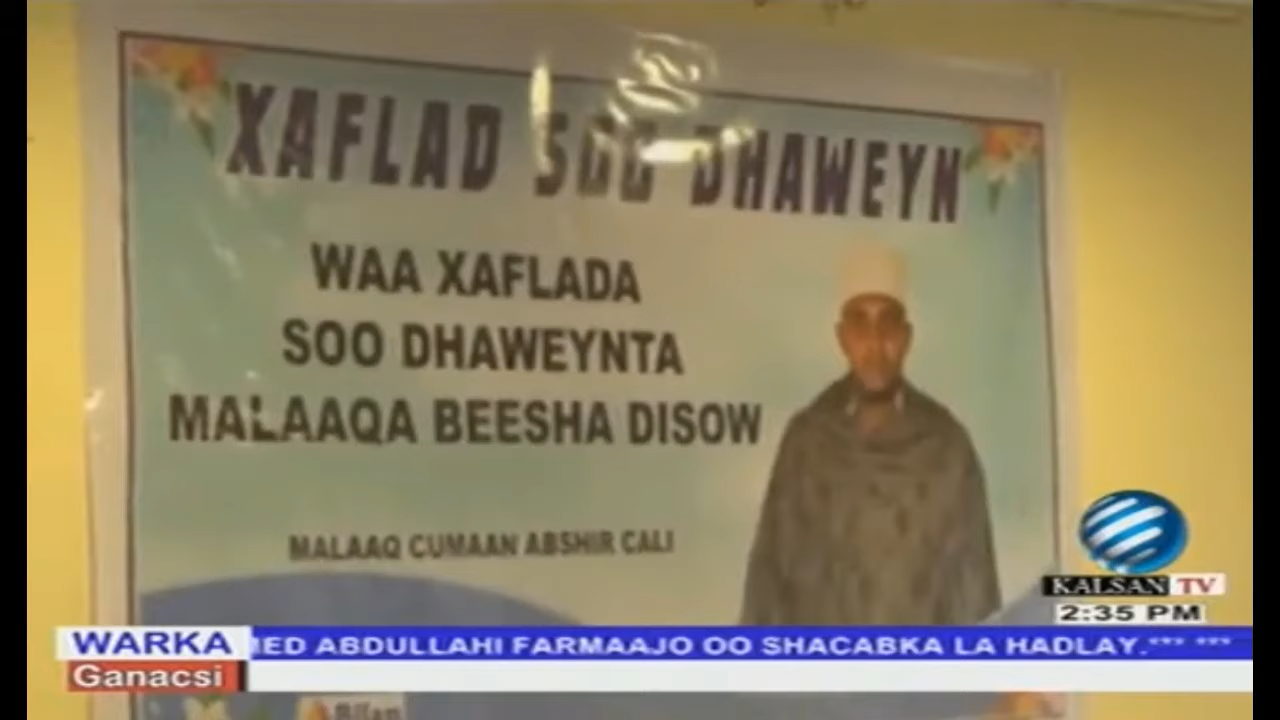 XAFLAD SOO DHAWEYN
WAA XAFLADA
SOO DHAWEYNTA
MALAAQA BEESHA DISOW
MALAAQ CUMAAN ABSHIR CALI
KALSAN TV
2:35 PM
WARKA
MED ABDULLAHI FARMAAJO OO SHACABKA LA HADLAY.*** ***
Ganacsi